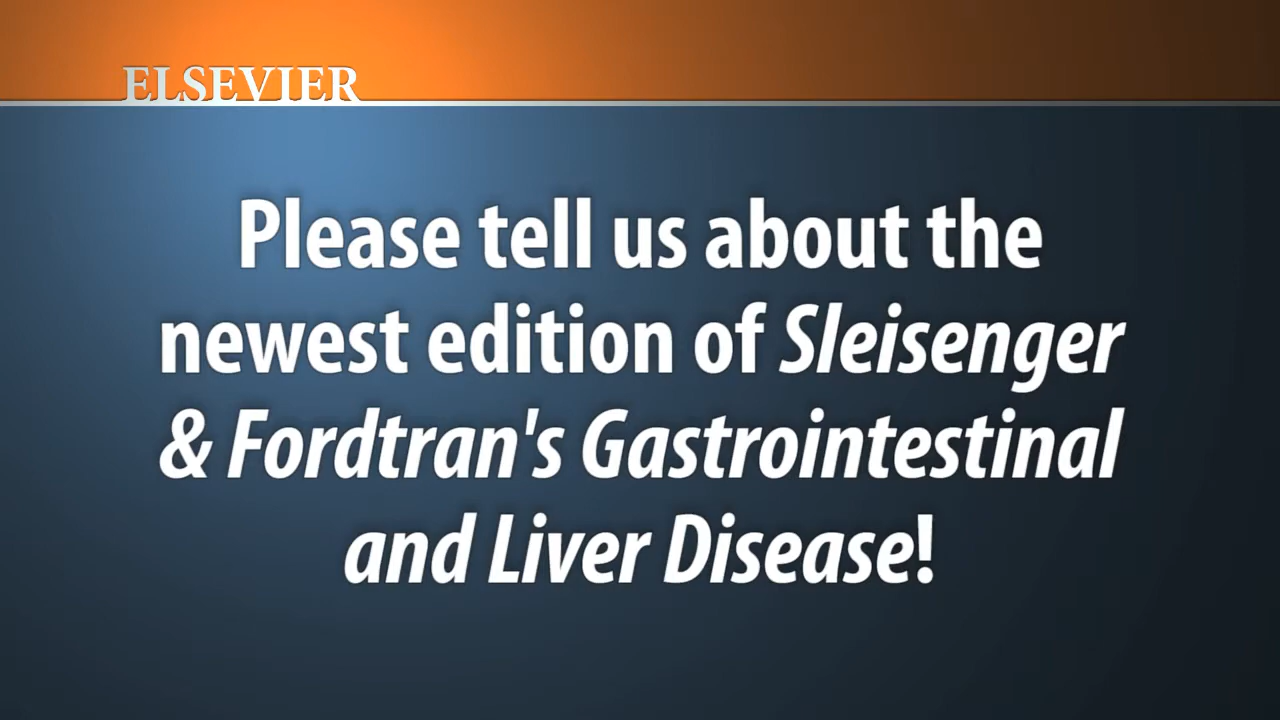 ELSEVIER
Please tell us about the
newest edition of Sleisenger
& Fordtran's Gastrointestinal
and Liver Disease!